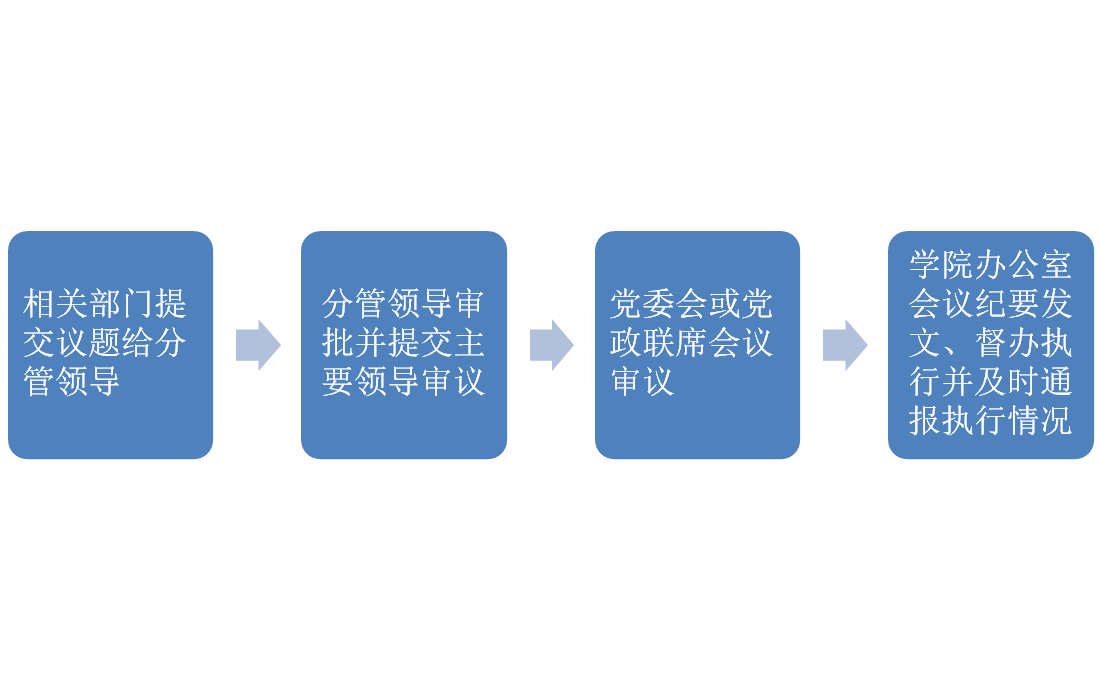 相关部门提
交议题给分
管领导
分管领导审
批并提交主
要领导审议
党委会或党
政联席会议
审议
学院办公室
会议纪要发
文、督办执
行并及时通
报执行情况